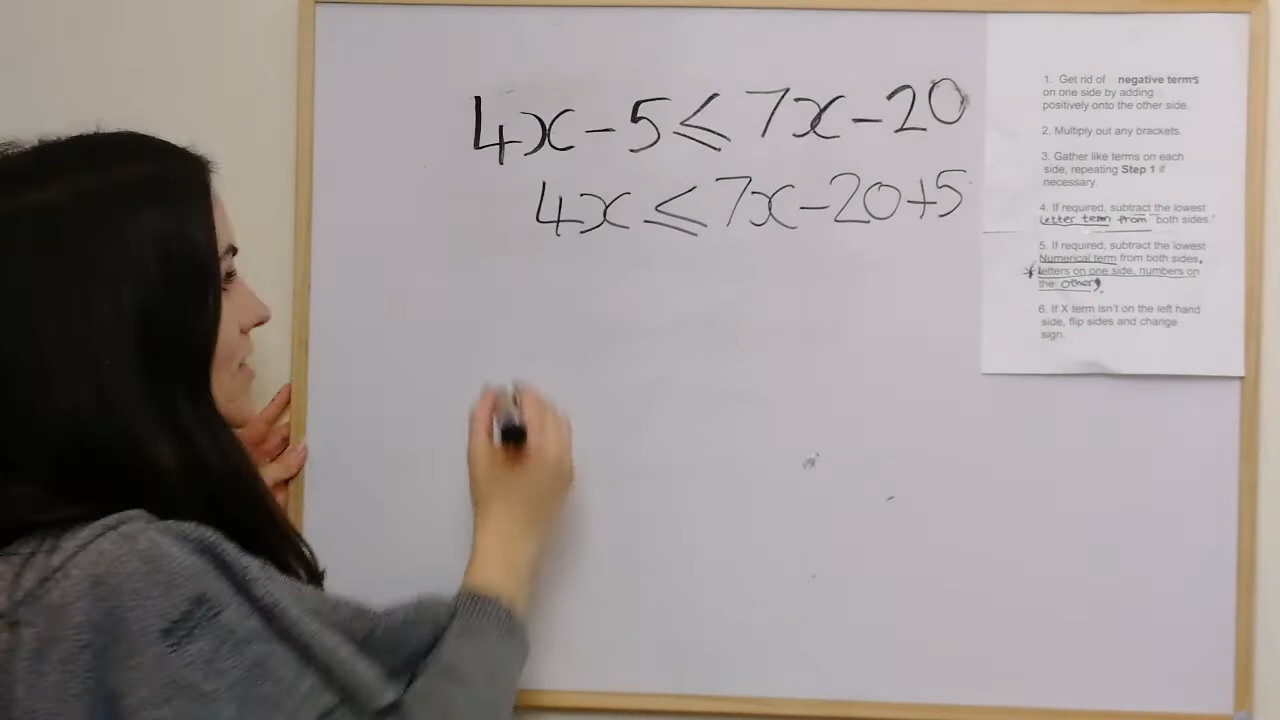 4x - 5 ≤ 7x - 20
4x ≤ 7x - 20 + 5
1. Get rid of negative terms
on one side by adding
positively onto the other side.
2. Multiply out any brackets.
3. Gather like terms on each
side, repeating Step 1 if
necessary.
4. If required, subtract the lowest
letter term from both sides.
5. If required, subtract the lowest
Numerical term from both sides.
* letters on one side, numbers on
the other.
6. If X term isn't on the left hand
side, flip sides and change
sign.